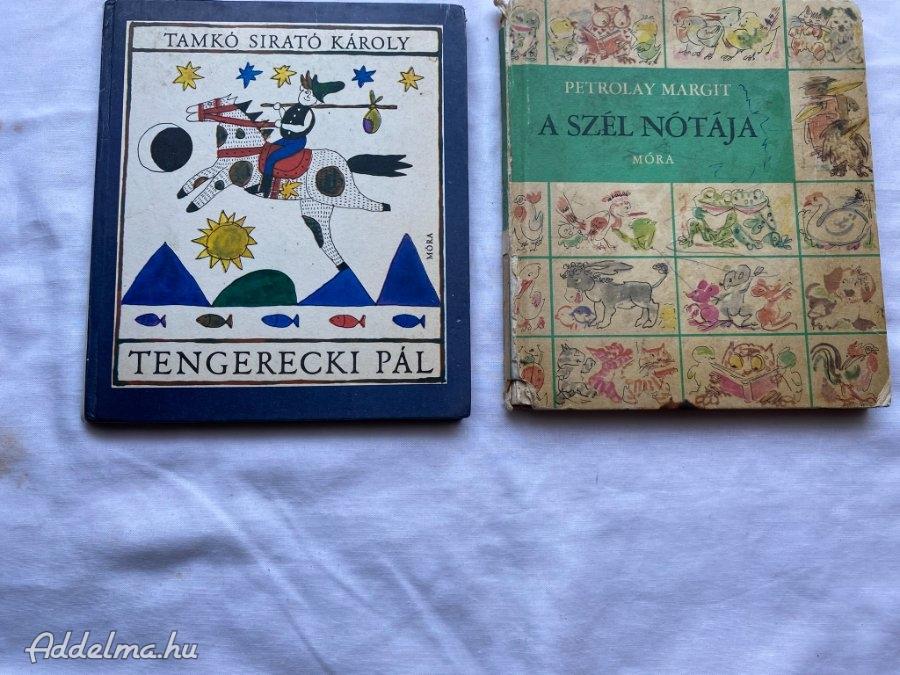 TAMKÓ SIRATÓ KÁROLY
MÓRA
TENGERECKI PÁL
PETROLAY MARGIT
A SZÉL NÓTÁJA
MÓRA
Addelma.hu